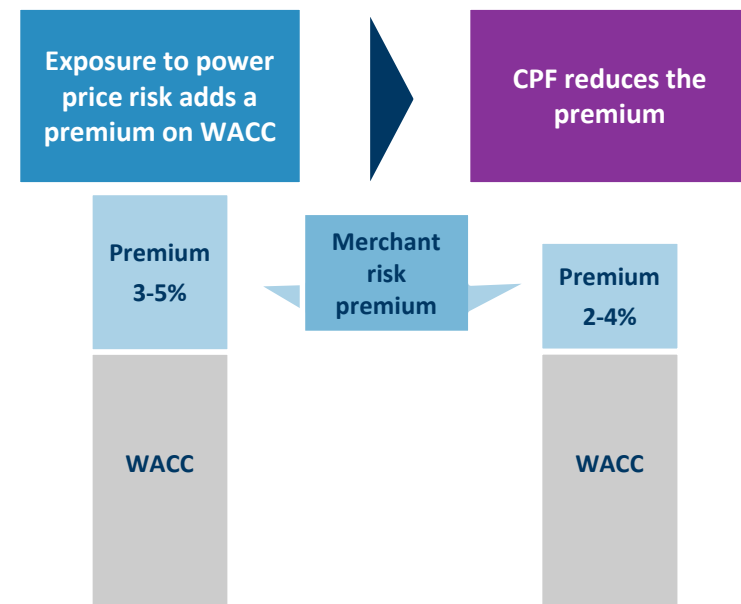 Exposure to power
price risk adds a
premium on WACC
CPF reduces the
premium
Premium
3-5%
Merchant
risk
premium
Premium
2-4%
WACC
WACC